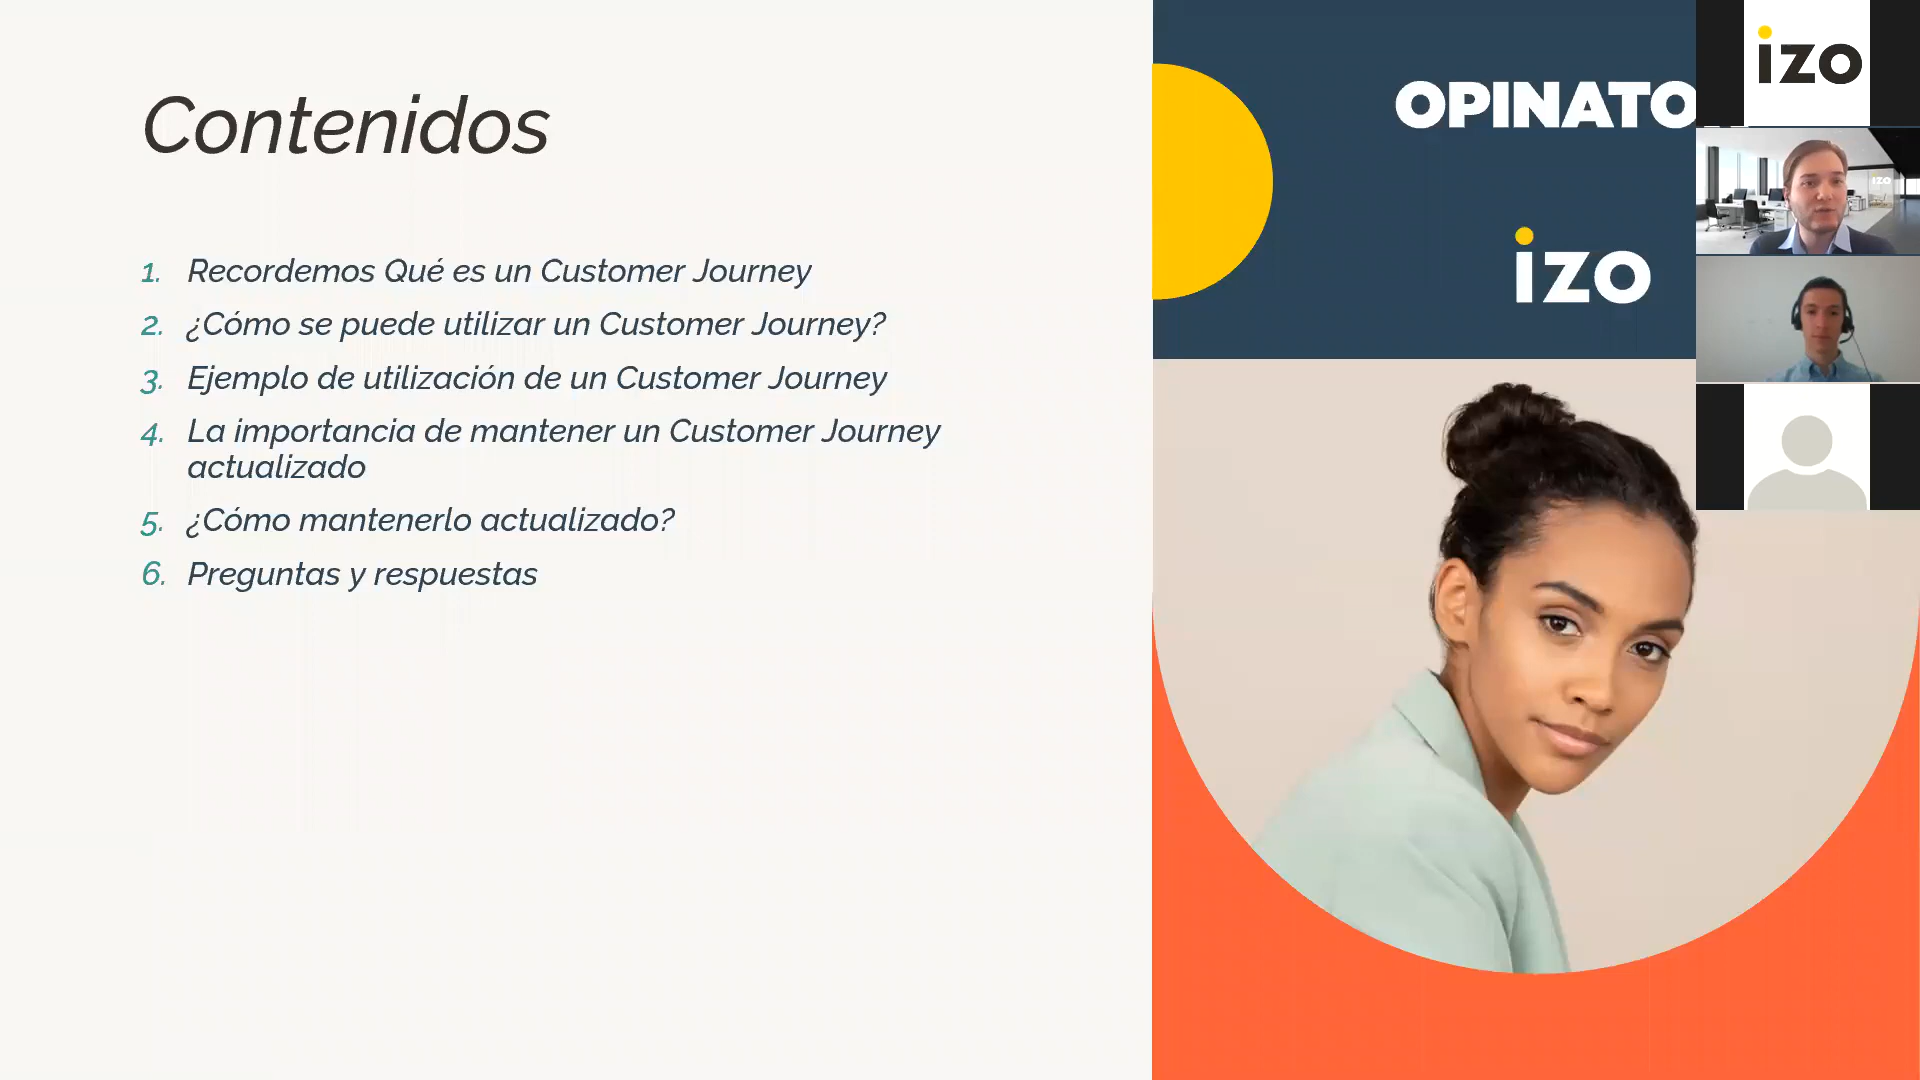 Contenidos
1. Recordemos Qué es un Customer Journey
2. ¿Cómo se puede utilizar un Customer Journey?
3. Ejemplo de utilización de un Customer Journey
4. La importancia de mantener un Customer Journey
actualizado
5. ¿Cómo mantenerlo actualizado?
6. Preguntas y respuestas
OPINATO
izo
izo
izo